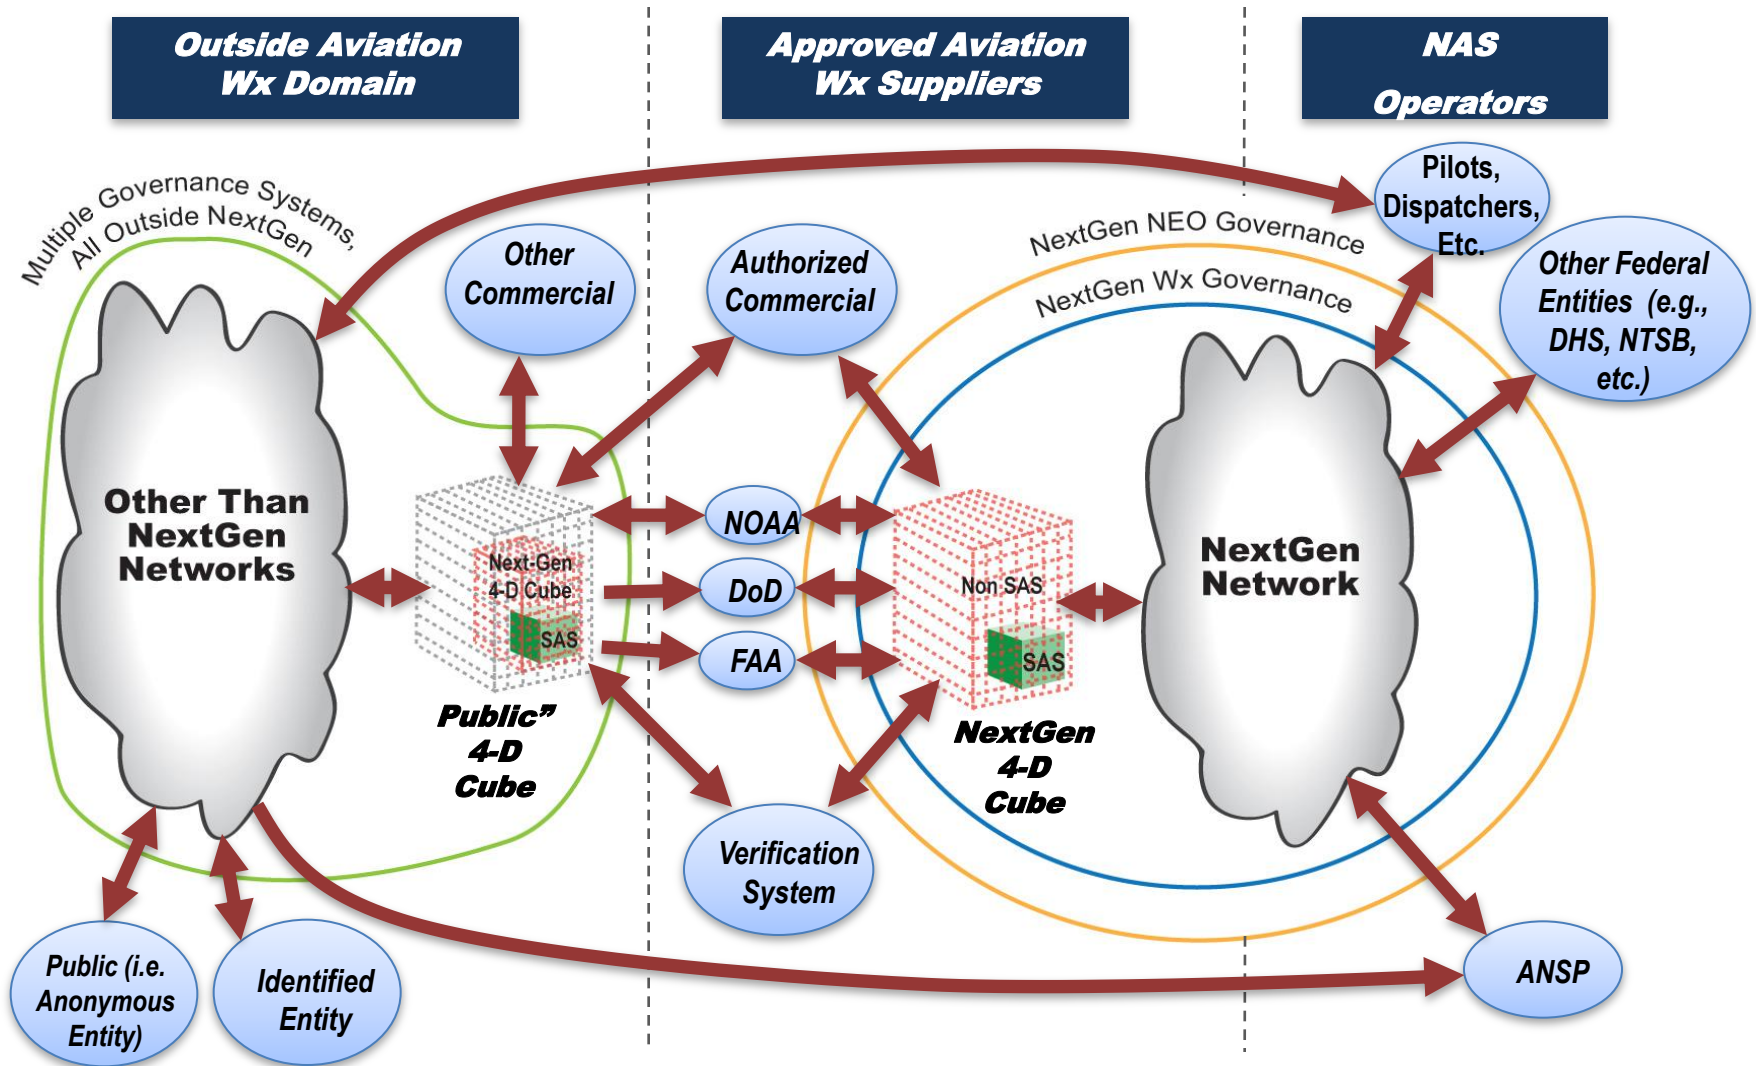 Outside Aviation
Wx Domain
Approved Aviation
Wx Suppliers
NAS
Operators
Multiple Governance Systems,
All Outside NextGen
Other
Commercial
Authorized
Commercial
NextGen NEO Governance
NextGen Wx Governance
Pilots,
Dispatchers,
Etc.
Other Federal
Entities (e.g.,
DHS, NTSB,
etc.)
Other Than
NextGen
Networks
Next-Gen
4-D Cube
SAS
Public”
4-D
Cube
NOAA
DoD
FAA
Non SAS
SAS
NextGen
4-D
Cube
NextGen
Network
Verification
System
Public (i.e.
Anonymous
Entity)
Identified
Entity
ANSP